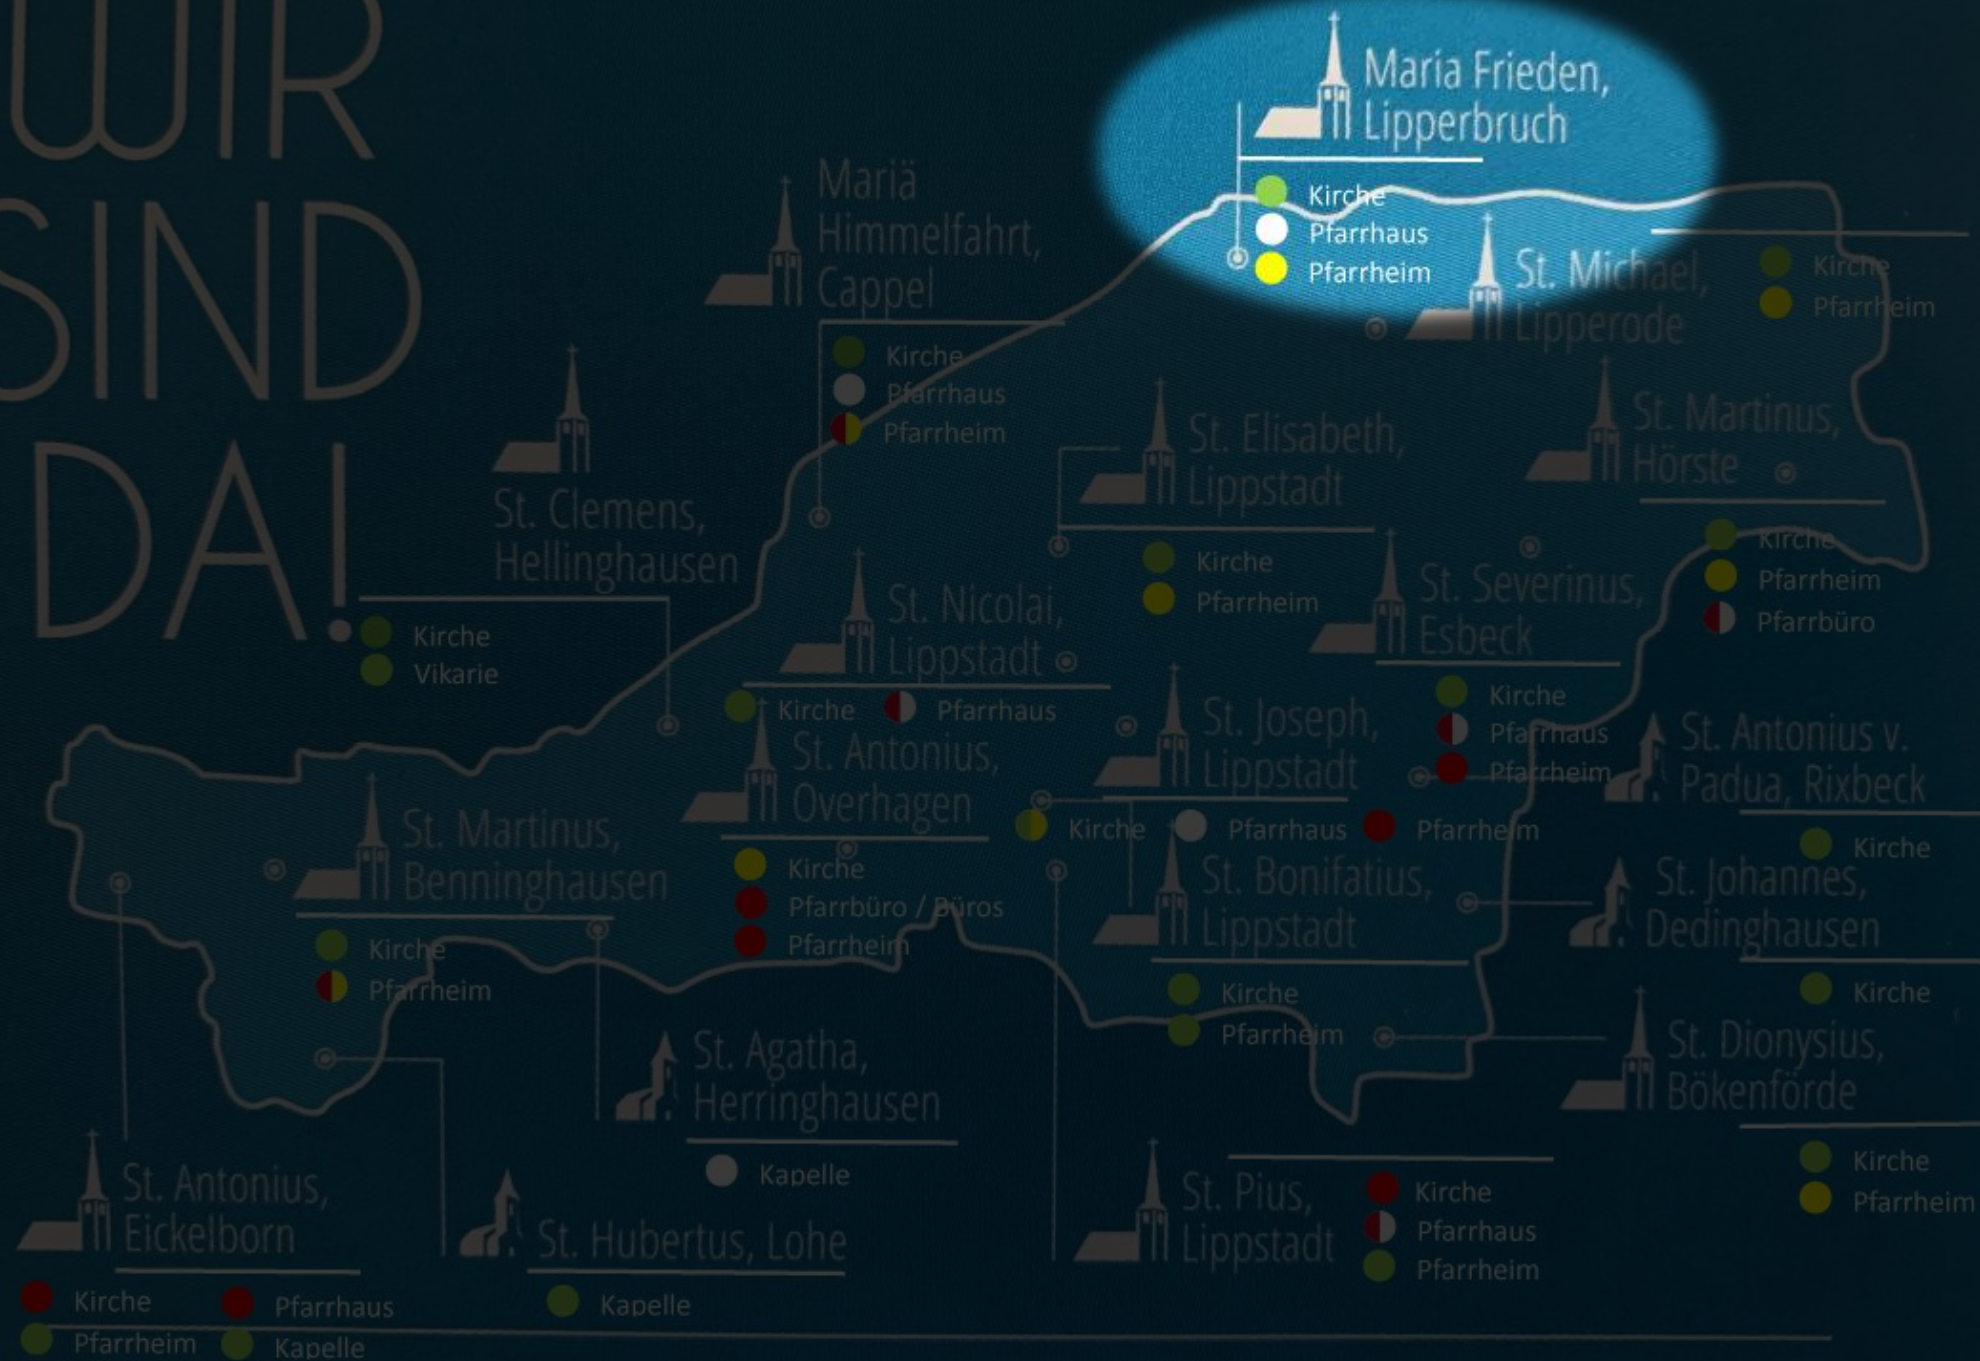 WIR
SIND
DA!
Maria Frieden,
Lipperbruch
Kirche
Pfarrhaus
Pfarrheim
Mariä
Himmelfahrt,
Cappel
Kirche
Pfarrhaus
Pfarrheim
St. Michael,
Lipperode
Kirche
Pfarrheim
St. Clemens,
Hellinghausen
Kirche
Vikarie
St. Elisabeth,
Lippstadt
Kirche
Pfarrheim
St. Martinus,
Hörste
Kirche
Pfarrheim
Pfarrbüro
St. Nicolai,
Lippstadt
Kirche Pfarrhaus
St. Severinus,
Esbeck
Kirche
Pfarrhaus
Pfarrheim
St. Antonius,
Overhagen
Kirche
Pfarrbüro / Büros
Pfarrheim
St. Joseph,
Lippstadt
Kirche Pfarrhaus Pfarrheim
St. Antonius v.
Padua, Rixbeck
Kirche
St. Martinus,
Benninghausen
Kirche
Pfarrheim
St. Bonifatius,
Lippstadt
Kirche
Pfarrheim
St. Johannes,
Dedinghausen
Kirche
St. Agatha,
Herringhausen
Kapelle
St. Dionysius,
Bökenförde
Kirche
Pfarrheim
St. Antonius,
Eickelborn
Kirche Pfarrhaus
Pfarrheim Kapelle
St. Hubertus, Lohe
Kapelle
St. Pius,
Lippstadt
Kirche
Pfarrhaus
Pfarrheim